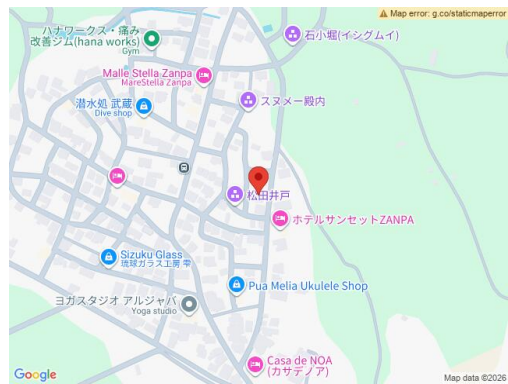 Map error: g.co/staticmaperror
ハナワークス・痛み
改善ジム(hana works)
Gym
石小堀(イシグムイ)
Malle Stella Zanpa
MareStella Zanpa
スヌメー殿内
潜水処 武蔵
Dive shop
松田井戸
ホテルサンセットZANPA
Sizuku Glass
琉球ガラス工房 雫
Pua Melia Ukulele Shop
ヨガスタジオ アルジャバ
Yoga studio
Casa de NOA
(カサデノア)
Google
Map data ©2026